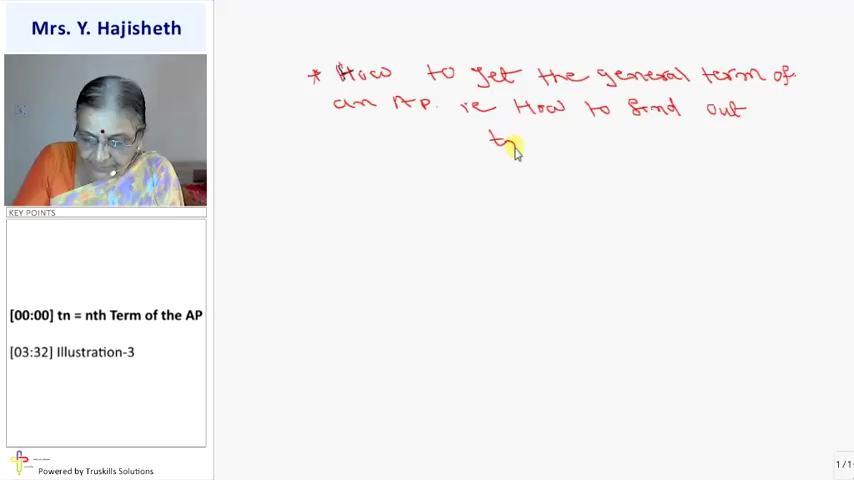 Mrs. Y. Hajisheth
KEY POINTS
[00:00] tn = nth Term of the AP
[03:32] Illustration-3
Powered by Truskills Solutions
* How to get the general term of
an A.P. ie How to find out
tn
1/1